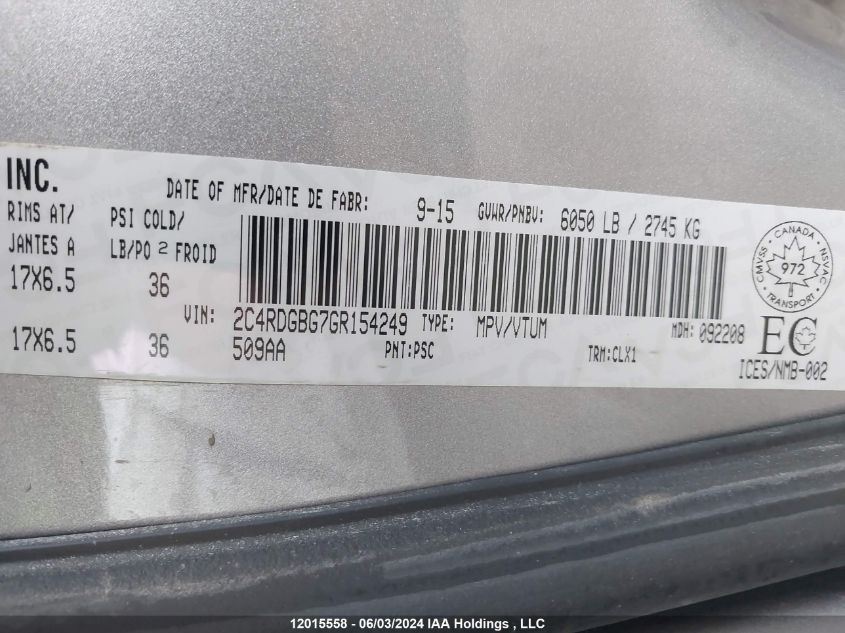 INC.
DATE OF MFR/DATE DE FABR: 9-15 GVWR/PNBV: 6050 LB / 2745 KG
RIMS AT/ PSI COLD/
JANTES A LB/PO 2 FROID
17X6.5 36
VIN: 2C4RDGBG7GR154249 TYPE: MPV/VTUM MDH: 092208
17X6.5 36 509AA PNT:PSC TRM:CLX1
CANADA
CMVSS 972 NSVAC
TRANSPORT
EC
ICES/NMB-002
12015558 - 06/03/2024 IAA Holdings , LLC